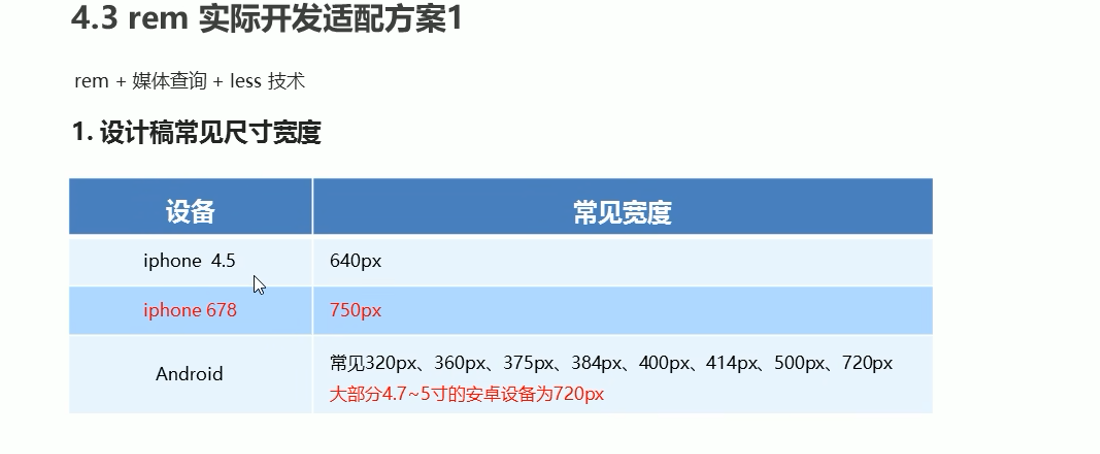 4.3 rem 实际开发适配方案1
rem + 媒体查询 + less 技术
1. 设计稿常见尺寸宽度
设备 常见宽度
iphone 4.5 640px
iphone 678 750px
Android 常见320px、360px、375px、384px、400px、414px、500px、720px
大部分4.7~5寸的安卓设备为720px